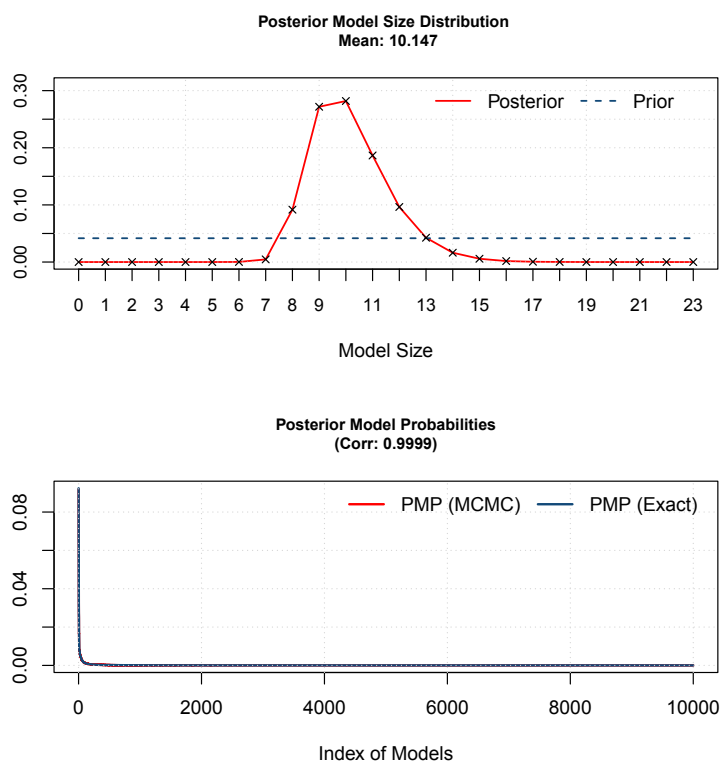 Posterior Model Size Distribution
Mean: 10.147
0.30
0.20
0.10
0.00
Posterior
Prior
0 1 2 3 4 5 6 7 8 9 11 13 15 17 19 21 23
Model Size
Posterior Model Probabilities
(Corr: 0.9999)
0.08
0.04
0.00
PMP (MCMC)
PMP (Exact)
0 2000 4000 6000 8000 10000
Index of Models